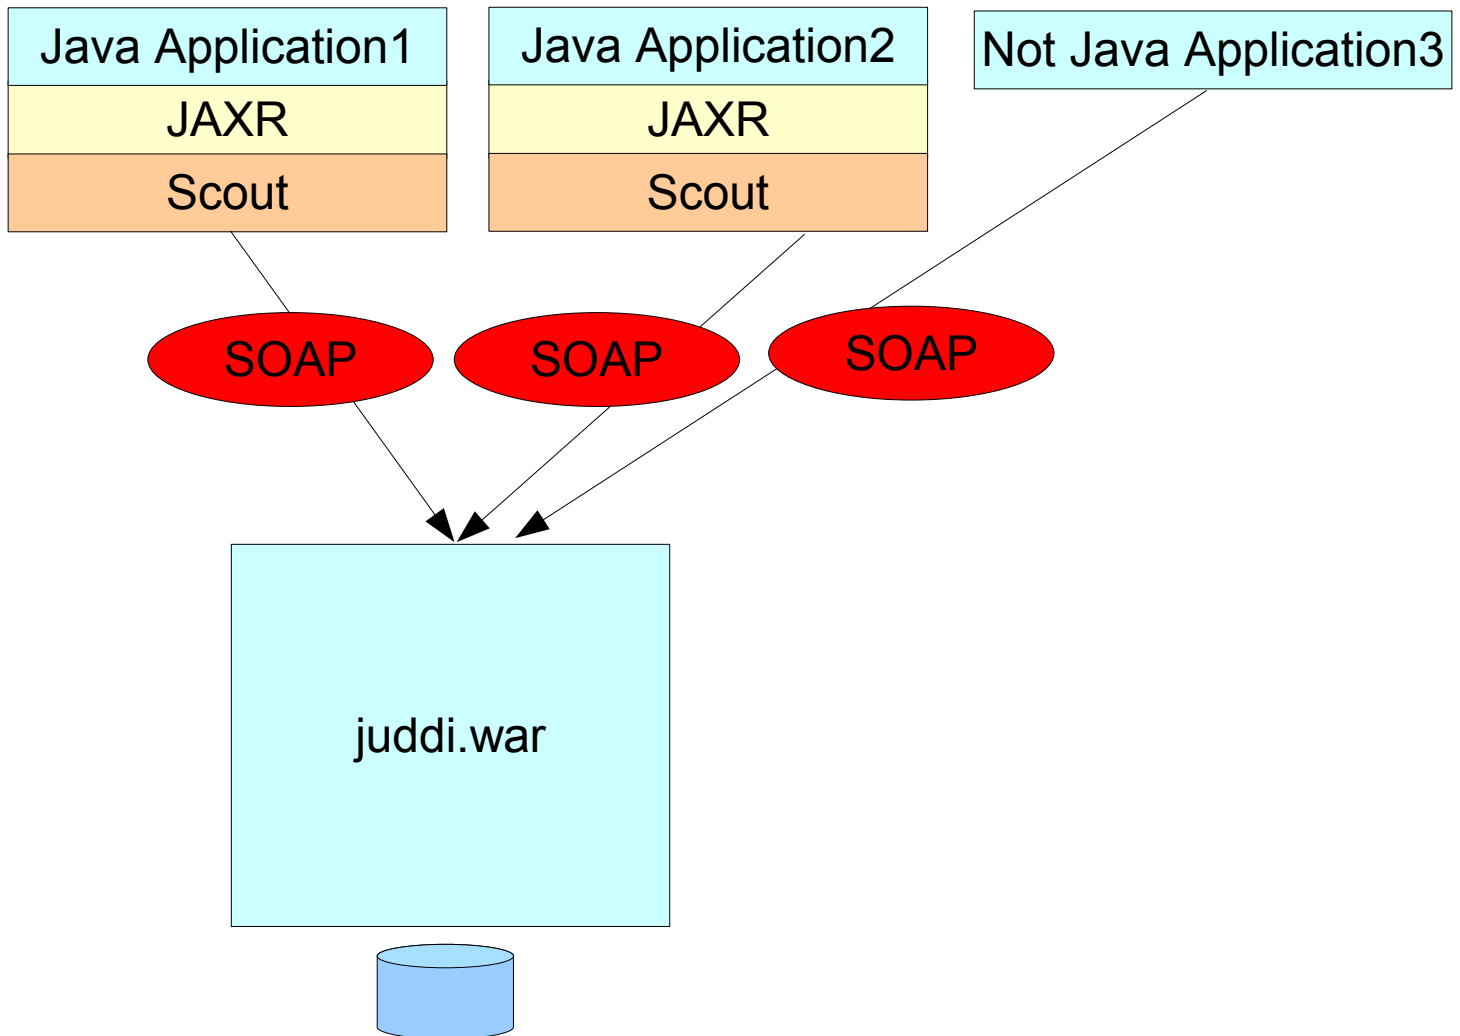 Java Application1
JAXR
Scout
Java Application2
JAXR
Scout
Not Java Application3
SOAP
SOAP
SOAP
juddi.war